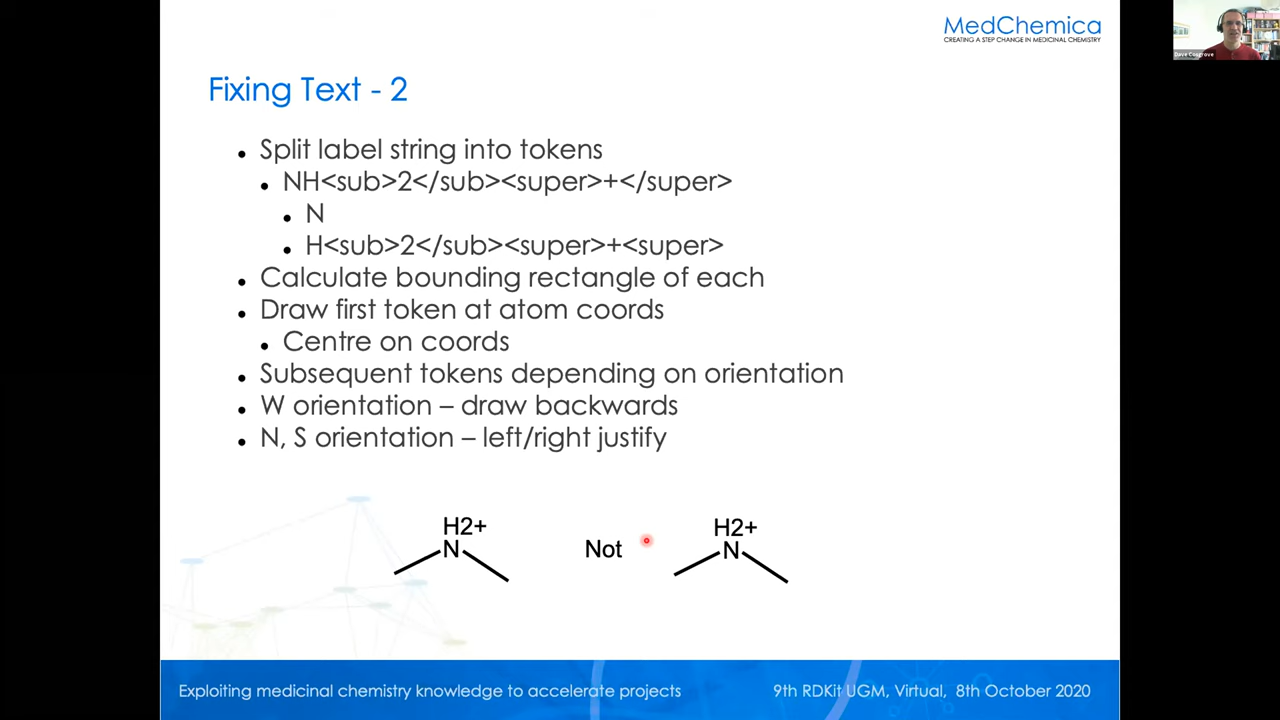 MedChemica
CREATING A STEP CHANGE IN MEDICINAL CHEMISTRY
Dave Cosgrove
Fixing Text - 2
Split label string into tokens
NH<sub>2</sub><super>+</super>
N
H<sub>2</sub><super>+<super>
Calculate bounding rectangle of each
Draw first token at atom coords
Centre on coords
Subsequent tokens depending on orientation
W orientation – draw backwards
N, S orientation – left/right justify
H2+
N
Not
H2+
N
Exploiting medicinal chemistry knowledge to accelerate projects
9th RDKit UGM, Virtual, 8th October 2020